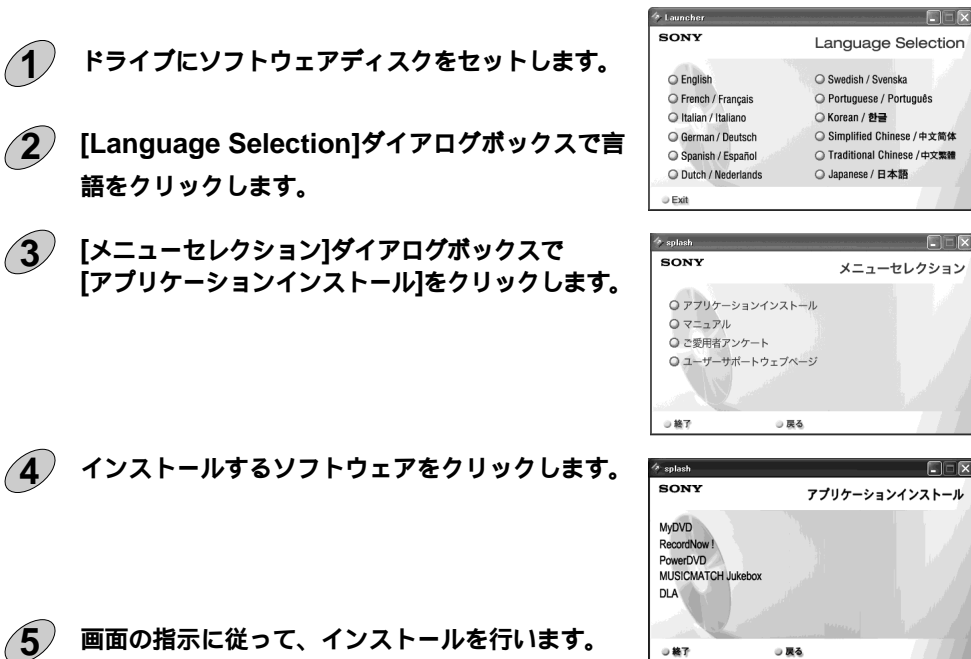 1 ドライブにソフトウェアディスクをセットします。
2 [Language Selection]ダイアログボックスで言
語をクリックします。
Launcher
SONY
Language Selection
English
French / Français
Italian / Italiano
German / Deutsch
Spanish / Español
Dutch / Nederlands
Swedish / Svenska
Portuguese / Português
Korean / 한글
Simplified Chinese / 中文简体
Traditional Chinese / 中文繁體
Japanese / 日本語
Exit
3 [メニューセレクション]ダイアログボックスで
[アプリケーションインストール]をクリックします。
splash
SONY
メニューセレクション
アプリケーションインストール
マニュアル
ご愛用者アンケート
ユーザーサポートウェブページ
終了 戻る
4 インストールするソフトウェアをクリックします。
splash
SONY
アプリケーションインストール
MyDVD
RecordNow !
PowerDVD
MUSICMATCH Jukebox
DLA
終了 戻る
5 画面の指示に従って、インストールを行います。